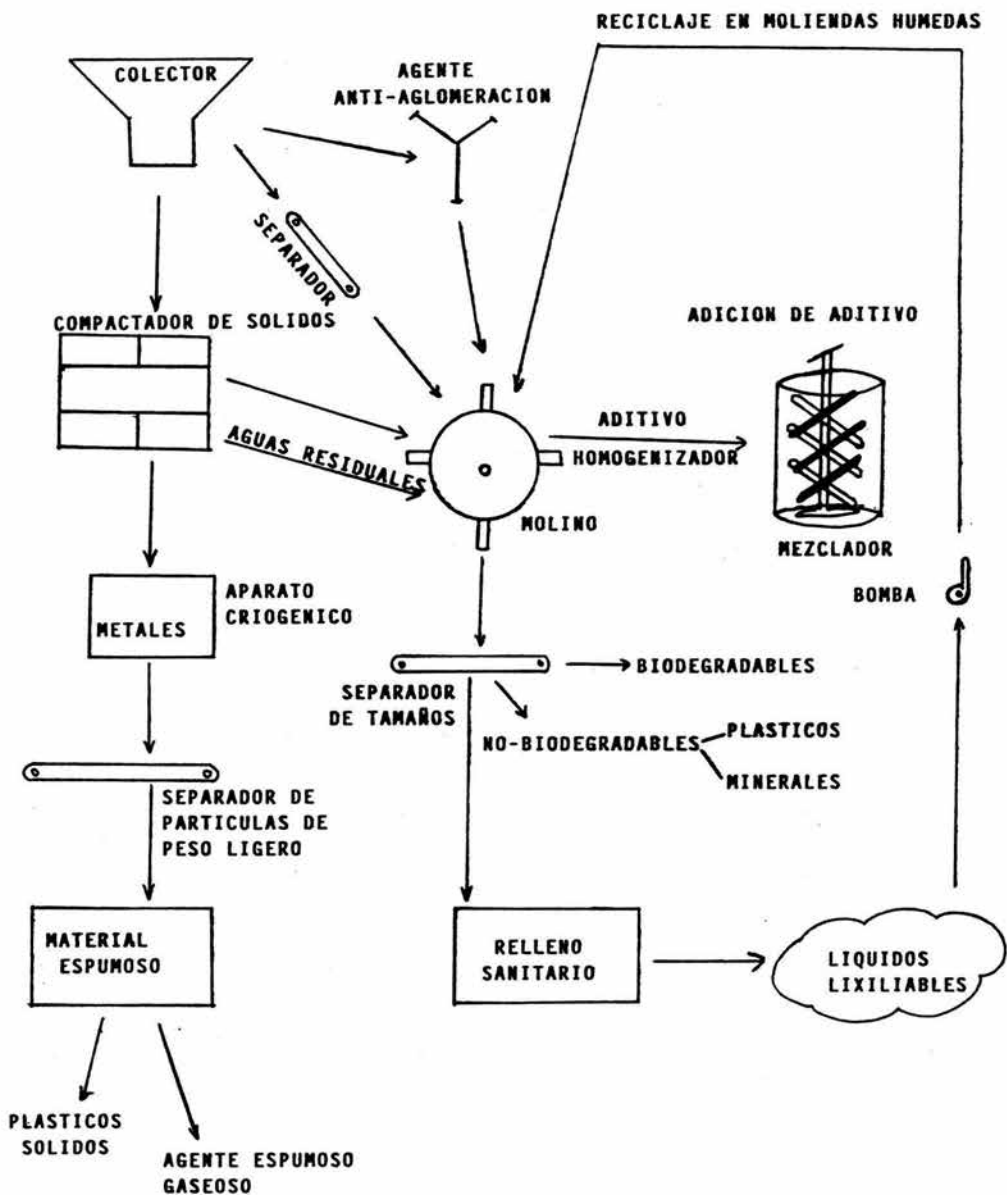 RECICLAJE EN MOLIENDAS HUMEDAS
COLECTOR
AGENTE
ANTI-AGLOMERACION
SEPARADOR
COMPACTADOR DE SOLIDOS
ADICION DE ADITIVO
AGUAS RESIDUALES
ADITIVO
HOMOGENIZADOR
MOLINO
MEZCLADOR
BOMBA
METALES
APARATO
CRIOGENICO
SEPARADOR
DE TAMAÑOS
BIODEGRADABLES
NO-BIODEGRADABLES
PLASTICOS
MINERALES
SEPARADOR DE
PARTICULAS DE
PESO LIGERO
MATERIAL
ESPUMOSO
RELLENO
SANITARIO
LIQUIDOS
LIXILIABLES
PLASTICOS
SOLIDOS
AGENTE ESPUMOSO
GASEOSO